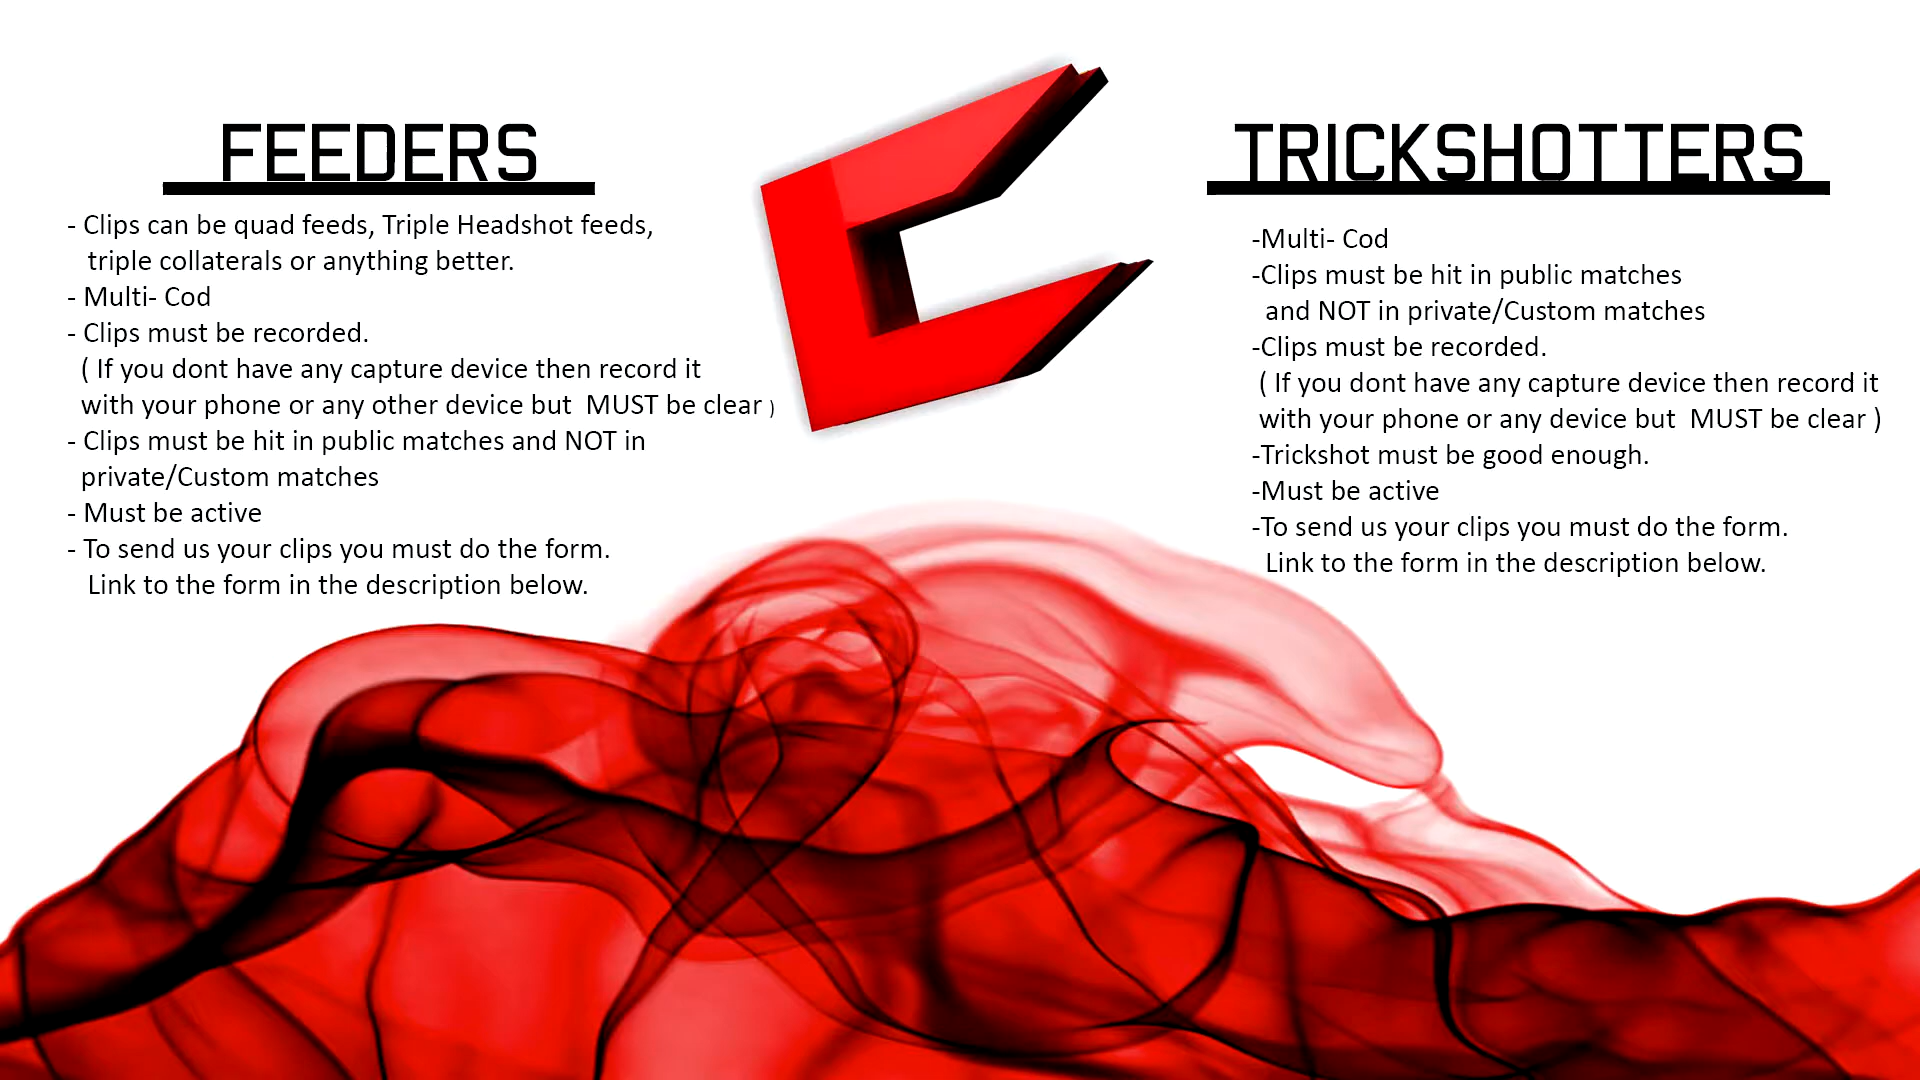 FEEDERS
- Clips can be quad feeds, Triple Headshot feeds,
triple collaterals or anything better.
- Multi- Cod
- Clips must be recorded.
( If you dont have any capture device then record it
with your phone or any other device but  MUST be clear )
- Clips must be hit in public matches and NOT in
private/Custom matches
- Must be active
- To send us your clips you must do the form.
Link to the form in the description below.
TRICKSHOTTERS
-Multi- Cod
-Clips must be hit in public matches
and NOT in private/Custom matches
-Clips must be recorded.
( If you dont have any capture device then record it
with your phone or any device but  MUST be clear )
-Trickshot must be good enough.
-Must be active
-To send us your clips you must do the form.
Link to the form in the description below.